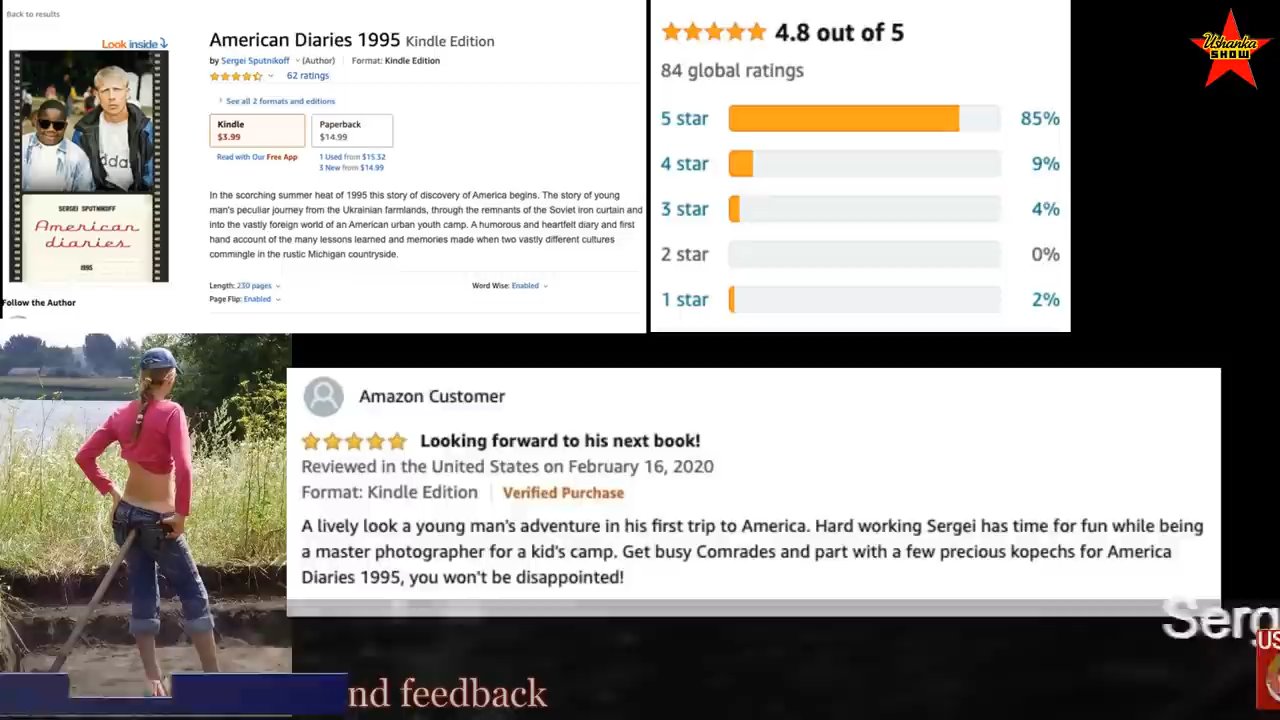 Back to results
Look inside
American Diaries 1995 Kindle Edition
by Sergei Sputnikoff (Author) Format: Kindle Edition
62 ratings
See all 2 formats and editions
Kindle
$3.99
Paperback
$14.99
Read with Our Free App
1 Used from $15.32
3 New from $14.99
In the scorching summer heat of 1995 this story of discovery of America begins. The story of young
man's peculiar journey from the Ukrainian farmlands, through the remnants of the Soviet iron curtain and
into the vastly foreign world of an American urban youth camp. A humorous and heartfelt diary and first
hand account of the many lessons learned and memories made when two vastly different cultures
commingle in the rustic Michigan countryside.
Length: 230 pages
Word Wise: Enabled
Page Flip: Enabled
adidas
SERGEI SPUTNIKOFF
American
diaries
1995
Follow the Author
4.8 out of 5
84 global ratings
5 star 85%
4 star 9%
3 star 4%
2 star 0%
1 star 2%
Ushanka
SHOW
Amazon Customer
Looking forward to his next book!
Reviewed in the United States on February 16, 2020
Format: Kindle Edition Verified Purchase
A lively look a young man's adventure in his first trip to America. Hard working Sergei has time for fun while being
a master photographer for a kid's camp. Get busy Comrades and part with a few precious kopechs for America
Diaries 1995, you won't be disappointed!
Serg
US
nd feedback